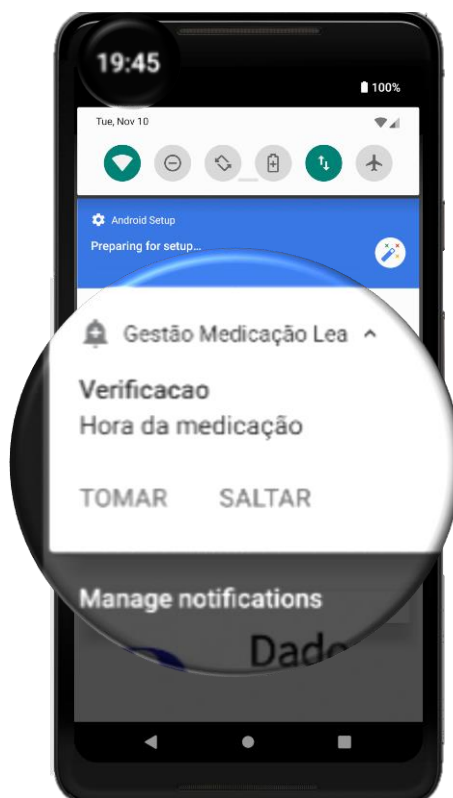 19:45
100%
Tue, Nov 10
Android Setup
Preparing for setup...
Gestão Medicação Lea
Verificacao
Hora da medicação
TOMAR SALTAR
Manage notifications
Dado